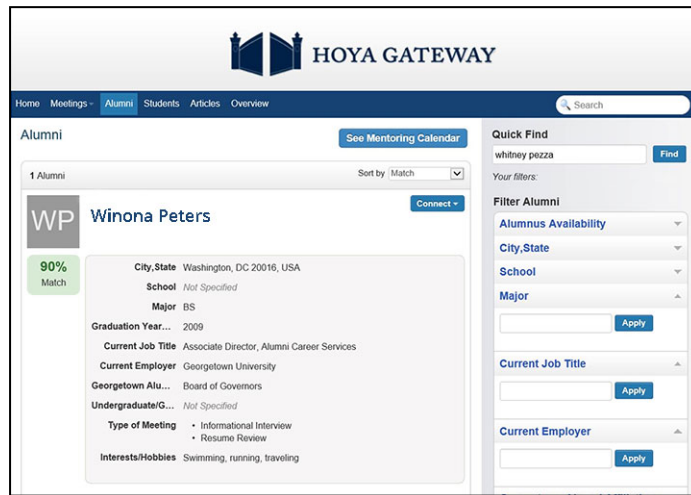 HOYA GATEWAY
Home Meetings Alumni Students Articles Overview Search
Alumni
See Mentoring Calendar
1 Alumni
Sort by Match
WP
Winona Peters
Connect
90%
Match
City,State Washington, DC 20016, USA
School Not Specified
Major BS
Graduation Year... 2009
Current Job Title Associate Director, Alumni Career Services
Current Employer Georgetown University
Georgetown Alu... Board of Governors
Undergraduate/G... Not Specified
Type of Meeting • Informational Interview
• Resume Review
Interests/Hobbies Swimming, running, traveling
Quick Find
whitney pezza Find
Your filters:
Filter Alumni
Alumnus Availability
City,State
School
Major
Apply
Current Job Title
Apply
Current Employer
Apply